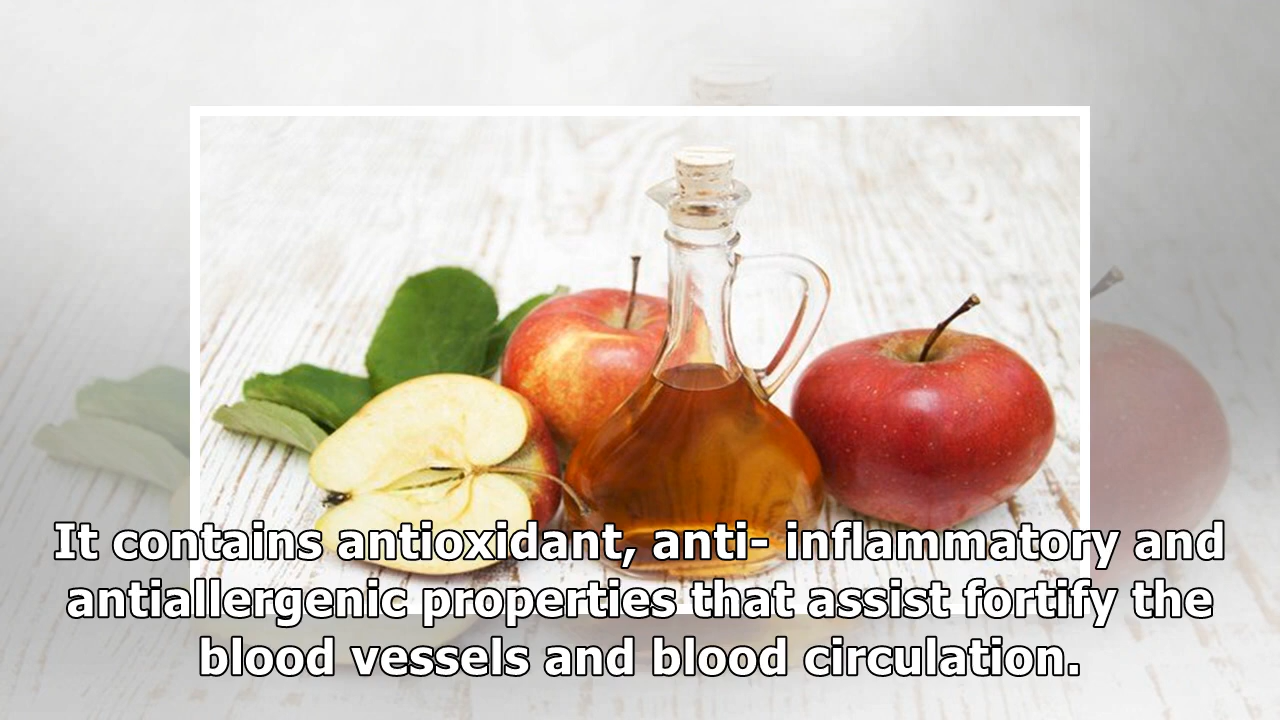 It contains antioxidant, anti- inflammatory and
antiallergenic properties that assist fortify the
blood vessels and blood circulation.